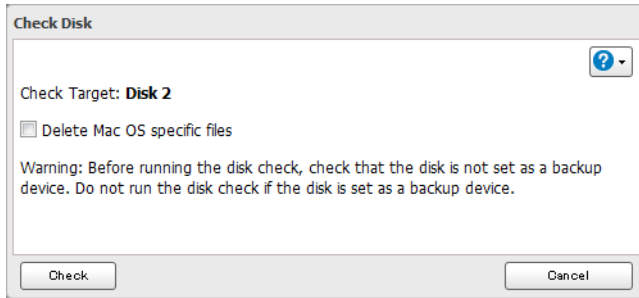 Check Disk
?
Check Target: Disk 2
Delete Mac OS specific files
Warning: Before running the disk check, check that the disk is not set as a backup
device. Do not run the disk check if the disk is set as a backup device.
Check
Cancel